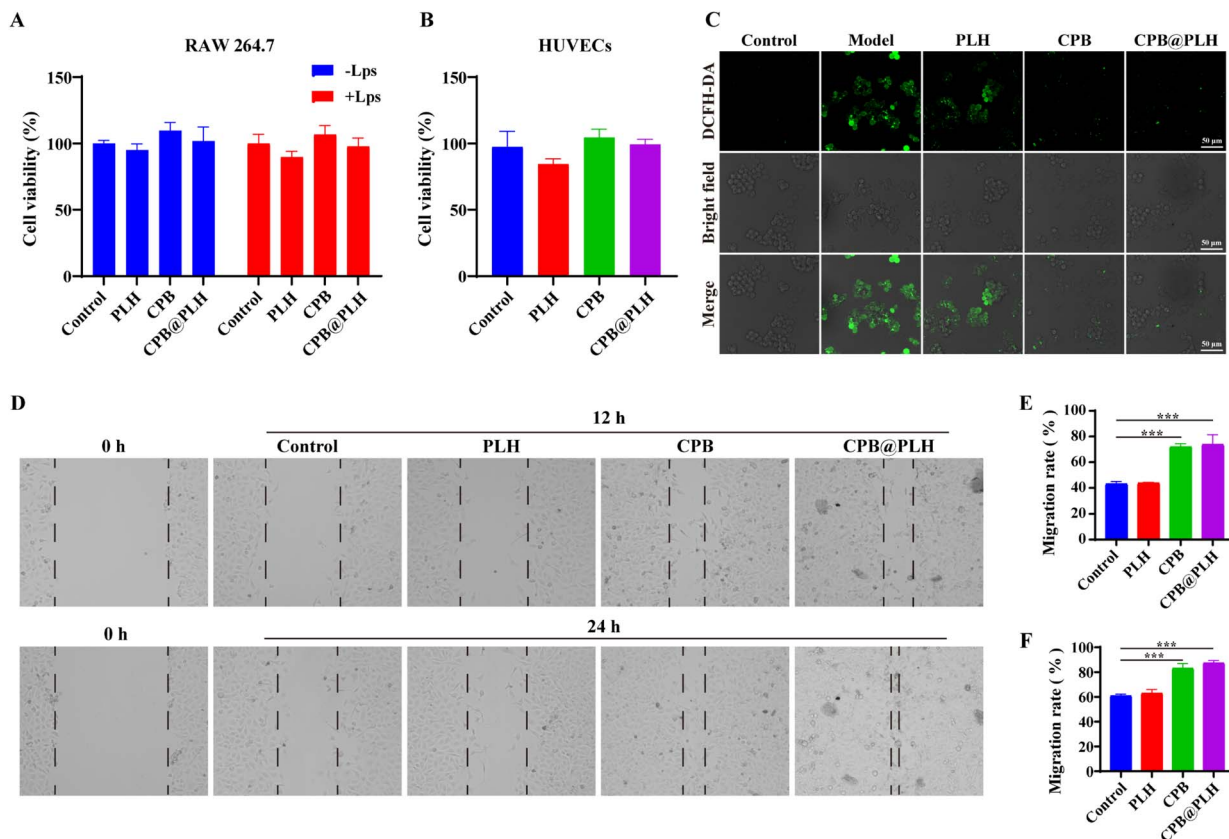 A
RAW 264.7
-Lps
+Lps
Cell viability (%)
150
100
50
0
Control
PLH
CPB
CPB@PLH
Control
PLH
CPB
CPB@PLH
B
HUVECs
Cell viability (%)
150
100
50
0
Control
PLH
CPB
CPB@PLH
C
Control Model PLH CPB CPB@PLH
DCFH-DA
50 μm
Bright field
Merge
50 μm
D
12 h
0 h Control PLH CPB CPB@PLH
0 h 24 h
E
Migration rate ( % )
100
80
60
40
20
0
***
***
Control
PLH
CPB
CPB@PLH
F
Migration rate ( % )
100
80
60
40
20
0
***
***
Control
PLH
CPB
CPB@PLH